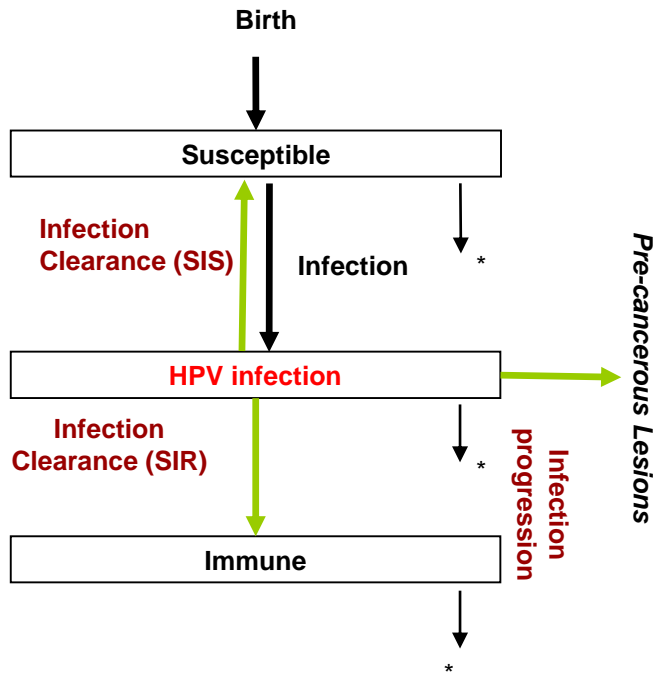 Birth
Susceptible
Infection
Clearance (SIS)
Infection
*
Pre-cancerous Lesions
HPV infection
Infection
Clearance (SIR)
*
Infection
progression
Immune
*